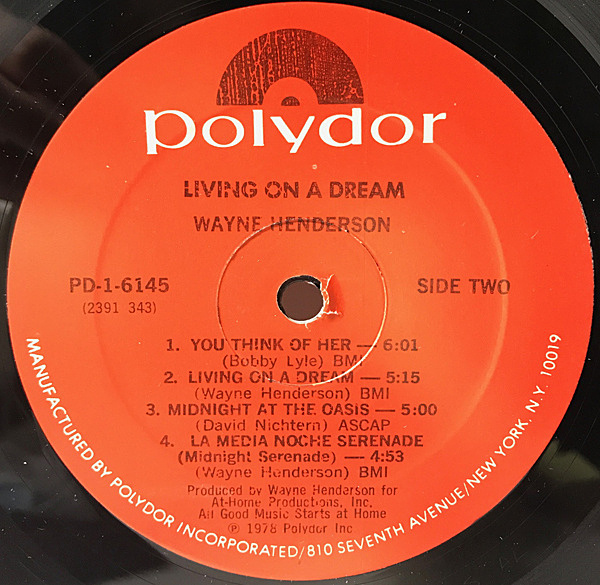 polydor
LIVING ON A DREAM
WAYNE HENDERSON
PD-1-6145
(2391 343)
SIDE TWO
1. YOU THINK OF HER — 6:01
(Bobby Lyle) BMI
2. LIVING ON A DREAM — 5:15
(Wayne Henderson) BMI
3. MIDNIGHT AT THE OASIS — 5:00
(David Nichtern) ASCAP
4. LA MEDIA NOCHE SERENADE
(Midnight Serenade) — 4:53
(Wayne Henderson) BMI
Produced by Wayne Henderson for
At-Home Productions, Inc.
All Good Music Starts at Home
℗ 1978 Polydor Inc
MANUFACTURED BY POLYDOR INCORPORATED/810 SEVENTH AVENUE/NEW YORK, N.Y. 10019